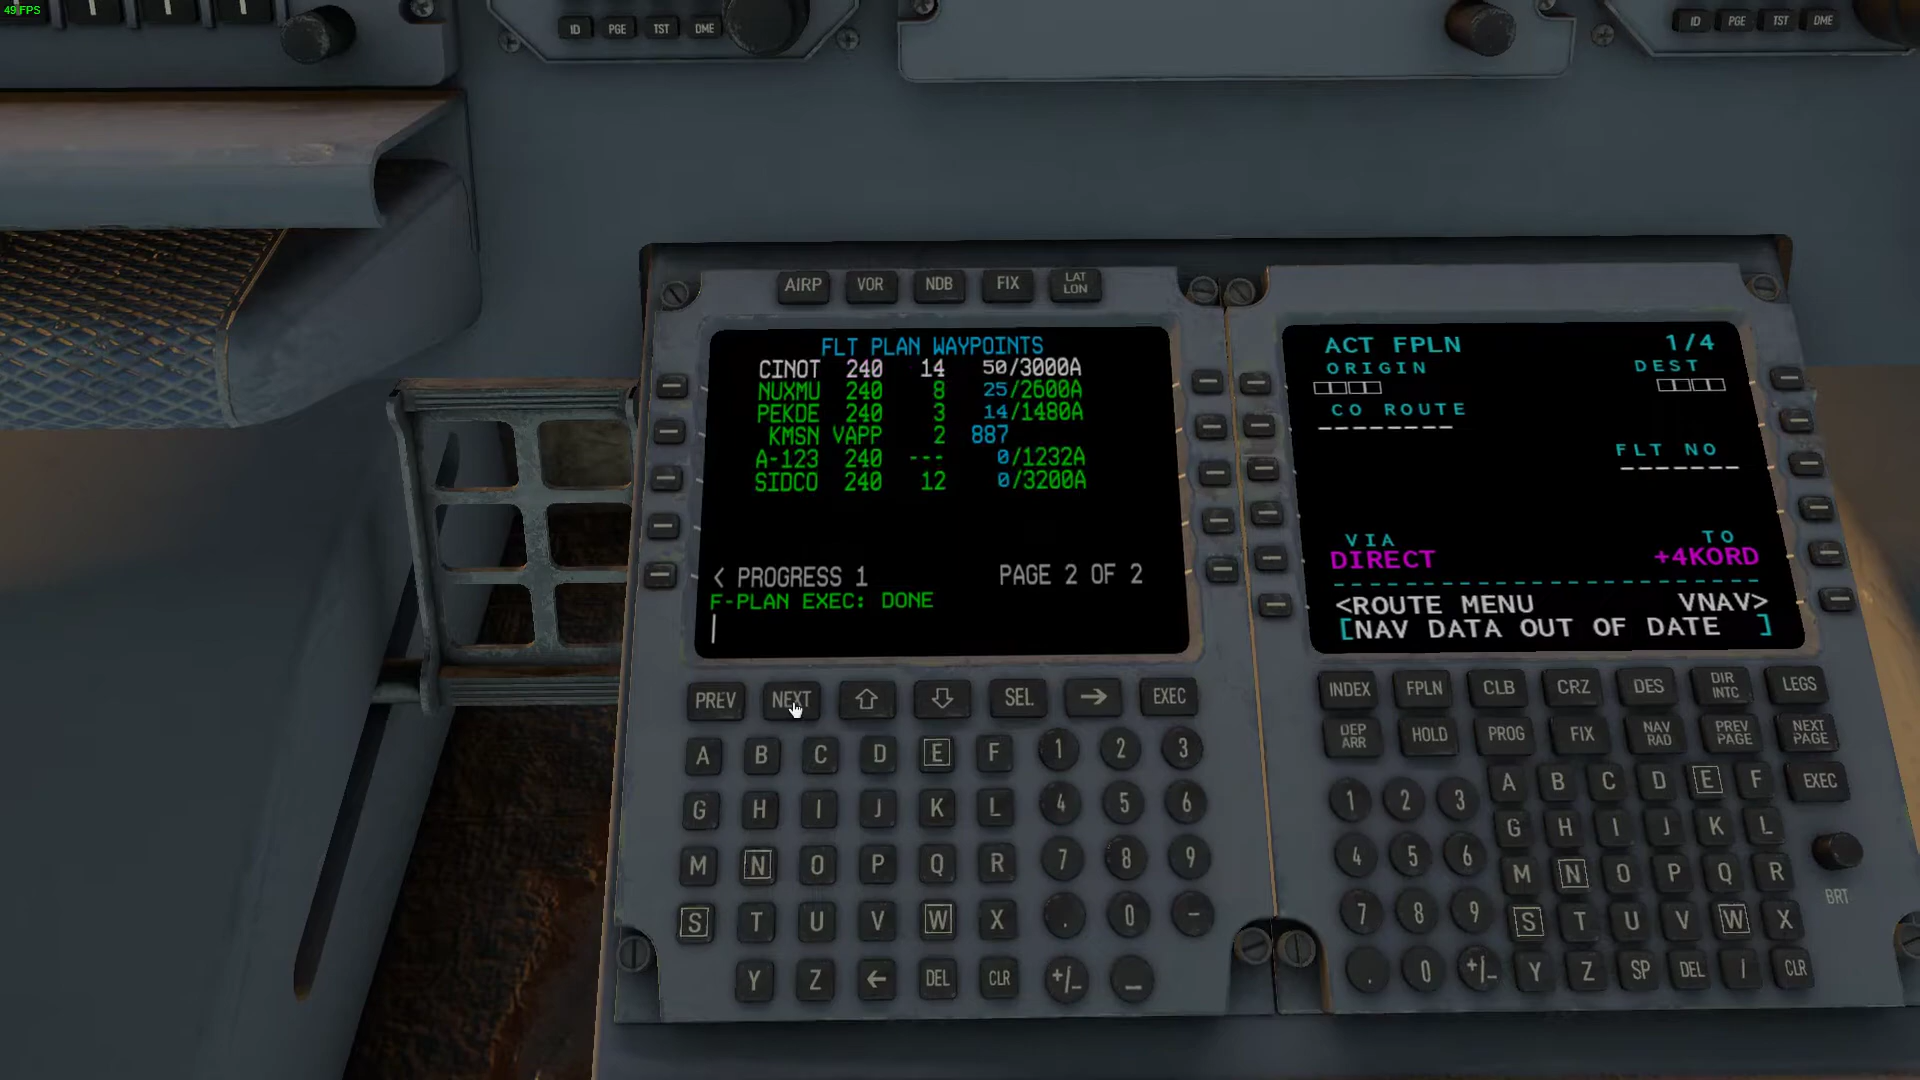 49 FPS
ID PGE TST DME
ID PGE TST DME
AIRP VOR NDB FIX LAT LON
FLT PLAN WAYPOINTS
CINOT 240 14 50/3000A
NUXMU 240 8 25/2600A
PEKDE 240 3 14/1480A
KMSN VAPP 2 887
A-123 240 --- 0/1232A
SIDCO 240 12 0/3200A
< PROGRESS 1 PAGE 2 OF 2
F-PLAN EXEC: DONE
PREV NEXT ⇧ ⇩ SEL → EXEC
A B C D E F 1 2 3
G H I J K L 4 5 6
M N O P Q R 7 8 9
S T U V W X . 0 -
Y Z ← DEL CLR +/- _
ACT FPLN 1/4
ORIGIN DEST
□□□□ □□□□
CO ROUTE
--------
FLT NO
-------
VIA TO
DIRECT +4KORD
----------------------------
<ROUTE MENU VNAV>
[NAV DATA OUT OF DATE ]
INDEX FPLN CLB CRZ DES DIR INTC LEGS
DEP ARR HOLD PROG FIX NAV RAD PREV PAGE NEXT PAGE
1 2 3 A B C D E F EXEC
4 5 6 G H I J K L
7 8 9 M N O P Q R
BRT
. 0 +/- S T U V W X
Y Z SP DEL / CLR